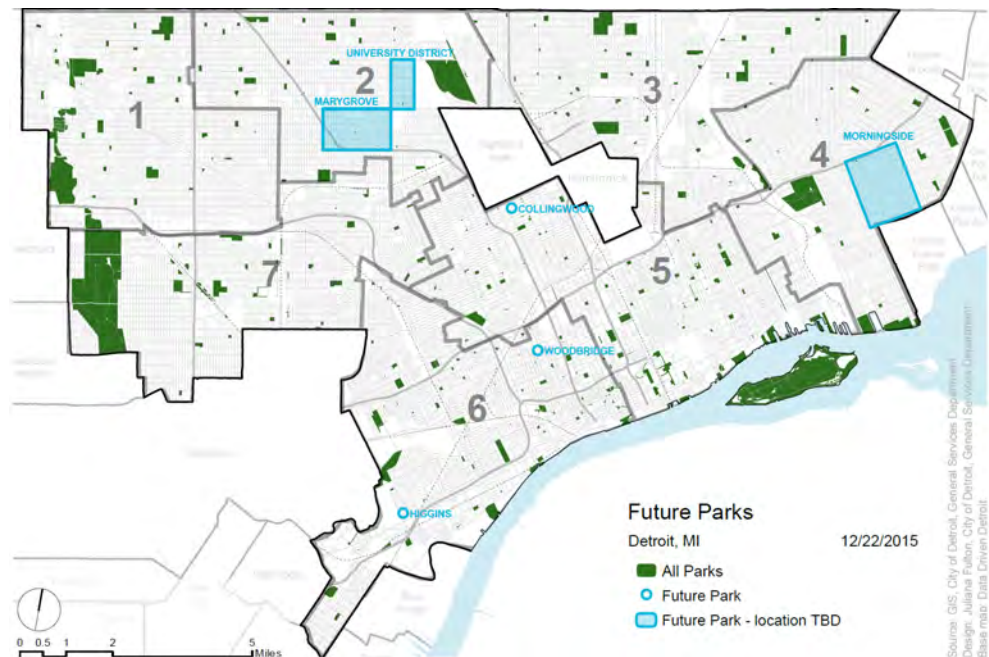 UNIVERSITY DISTRICT
2
MARYGROVE
1
3
MORNINGSIDE
4
COLLINGWOOD
5
7
WOODBRIDGE
6
HIGGINS
Future Parks
Detroit, MI 12/22/2015
All Parks
Future Park
Future Park - location TBD
0 0.5 1 2 5
Miles
Source: GIS, City of Detroit, General Services Department
Design: Juliana Fulton, City of Detroit, General Services Department
Base map: Data Driven Detroit